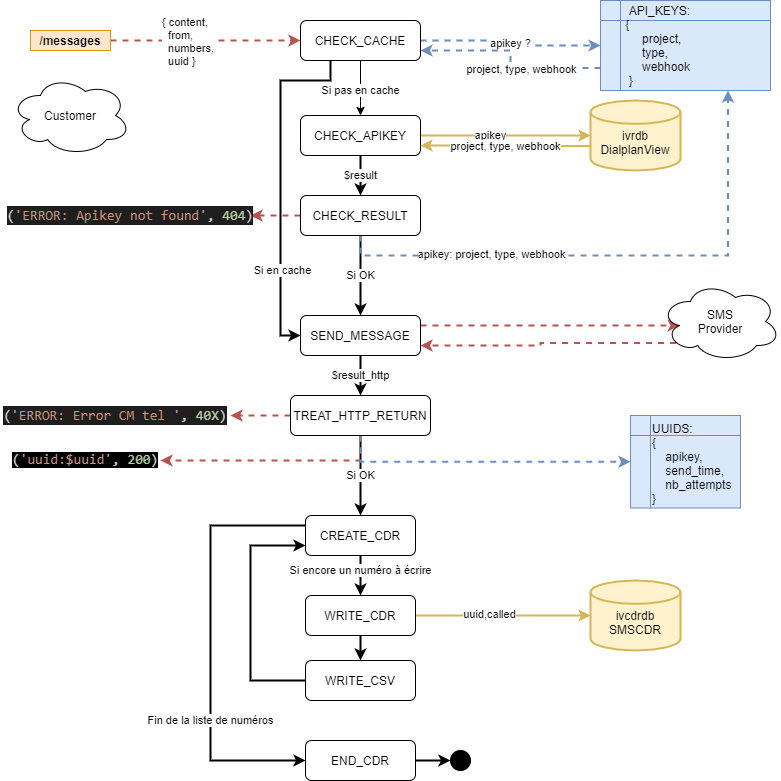 /messages
{ content,
from,
numbers,
uuid }
CHECK_CACHE
apikey ?
project, type, webhook
API_KEYS:
{
project,
type,
webhook
}
Si pas en cache
Customer
CHECK_APIKEY
apikey
project, type, webhook
ivrdb
DialplanView
$result
('ERROR: Apikey not found', 404)
CHECK_RESULT
apikey: project, type, webhook
Si en cache
Si OK
SEND_MESSAGE
SMS
Provider
$result_http
('ERROR: Error CM tel ', 40X)
TREAT_HTTP_RETURN
UUIDS:
{
apikey,
send_time,
nb_attempts
}
('uuid:$uuid', 200)
Si OK
CREATE_CDR
Si encore un numéro à écrire
WRITE_CDR
uuid,called
ivcdrdb
SMSCDR
WRITE_CSV
Fin de la liste de numéros
END_CDR